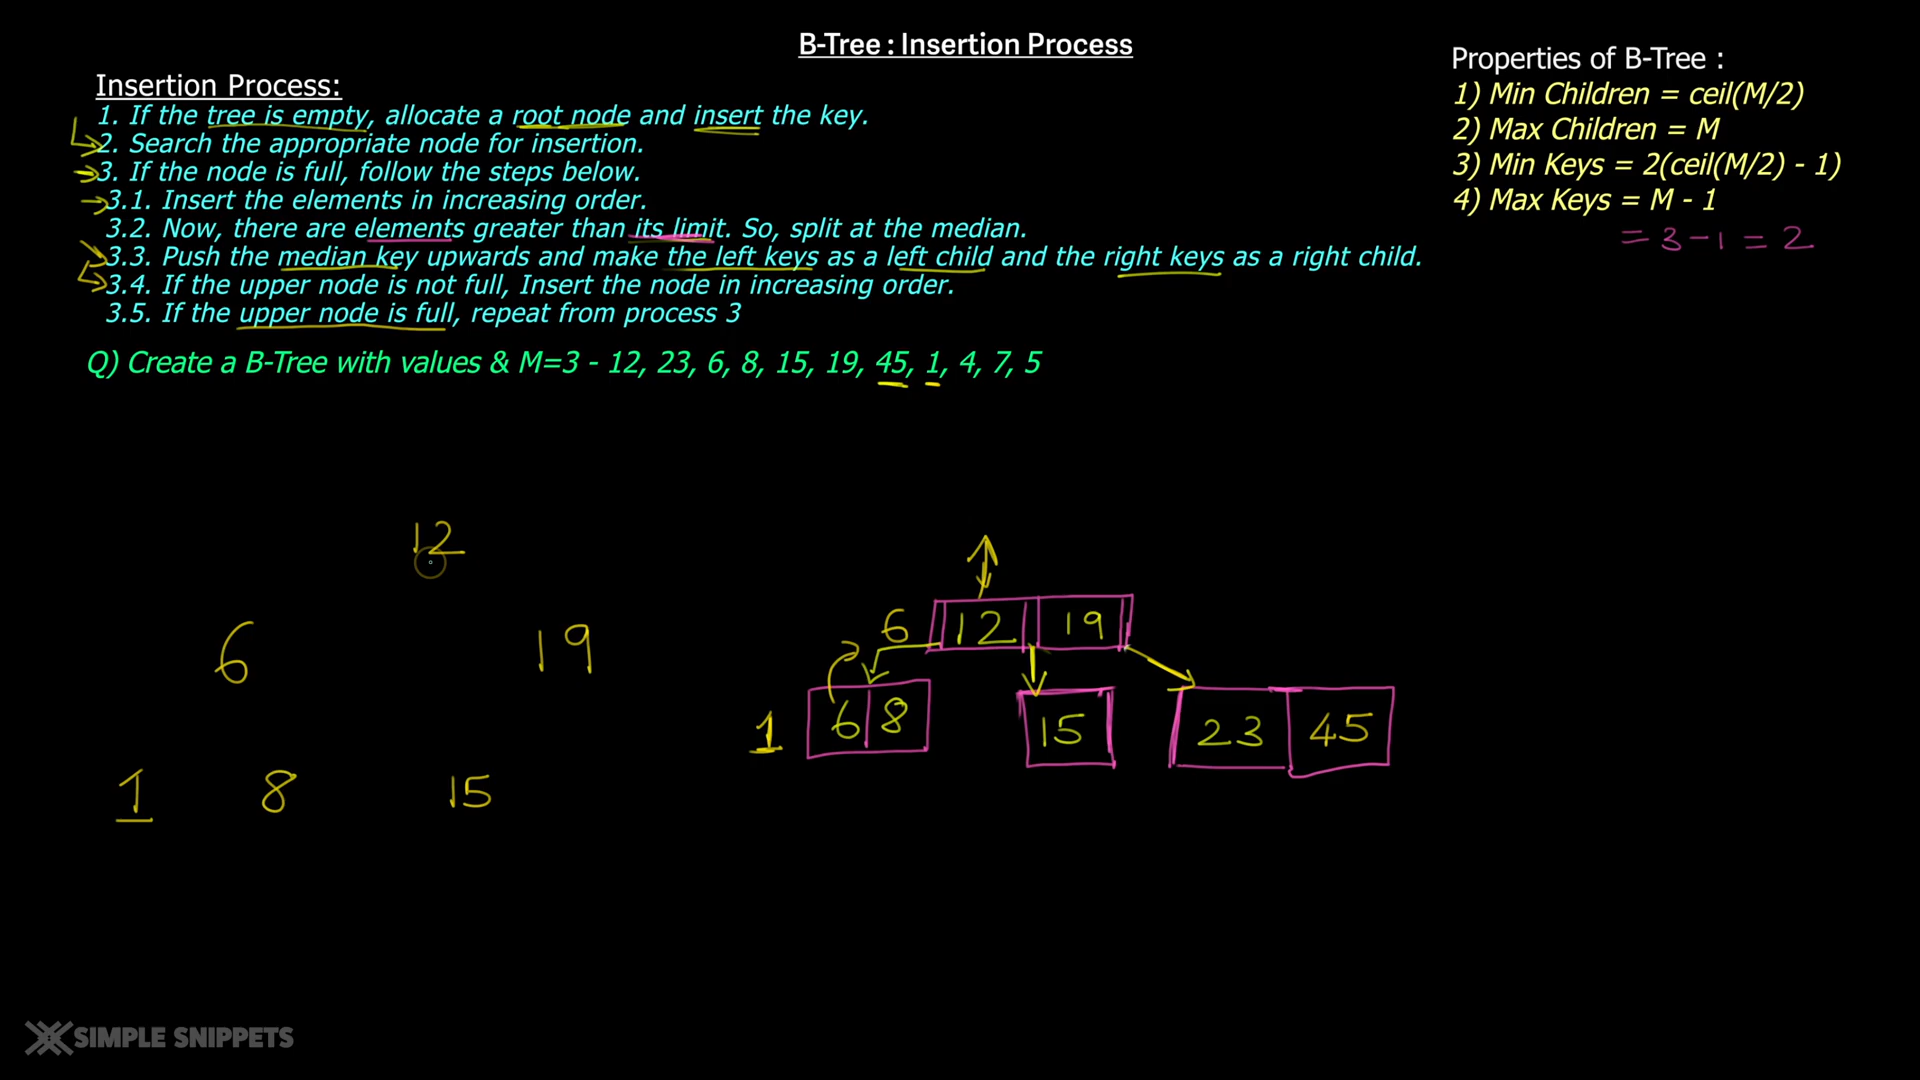 B-Tree : Insertion Process
Insertion Process:
1. If the tree is empty, allocate a root node and insert the key.
2. Search the appropriate node for insertion.
3. If the node is full, follow the steps below.
3.1. Insert the elements in increasing order.
3.2. Now, there are elements greater than its limit. So, split at the median.
3.3. Push the median key upwards and make the left keys as a left child and the right keys as a right child.
3.4. If the upper node is not full, Insert the node in increasing order.
3.5. If the upper node is full, repeat from process 3
Properties of B-Tree :
1) Min Children = ceil(M/2)
2) Max Children = M
3) Min Keys = 2(ceil(M/2) - 1)
4) Max Keys = M - 1
= 3 - 1 = 2
Q) Create a B-Tree with values & M=3 - 12, 23, 6, 8, 15, 19, 45, 1, 4, 7, 5
12
6 19
1 8 15
6 12 19
1 6 8 15 23 45
SIMPLE SNIPPETS